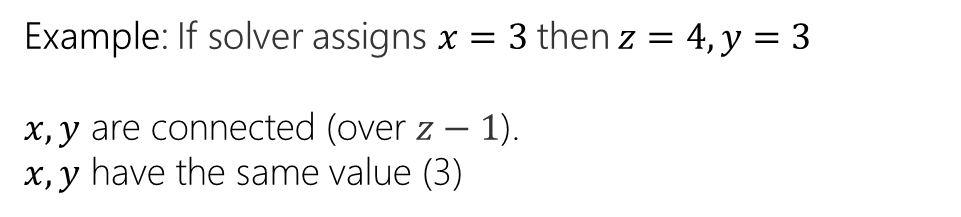 Example: If solver assigns x = 3 then z = 4, y = 3
x, y are connected (over z − 1).
x, y have the same value (3)